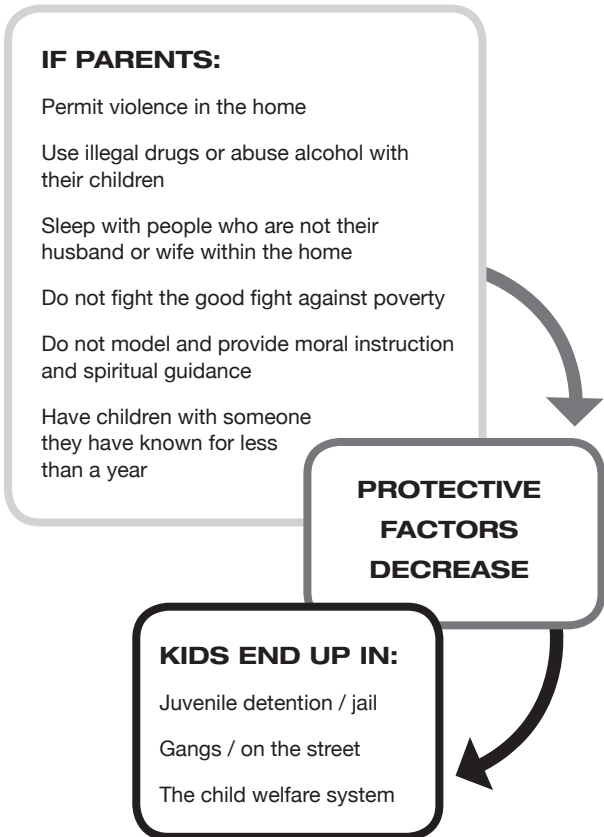 IF PARENTS:
Permit violence in the home
Use illegal drugs or abuse alcohol with
their children
Sleep with people who are not their
husband or wife within the home
Do not fight the good fight against poverty
Do not model and provide moral instruction
and spiritual guidance
Have children with someone
they have known for less
than a year
PROTECTIVE
FACTORS
DECREASE
KIDS END UP IN:
Juvenile detention / jail
Gangs / on the street
The child welfare system